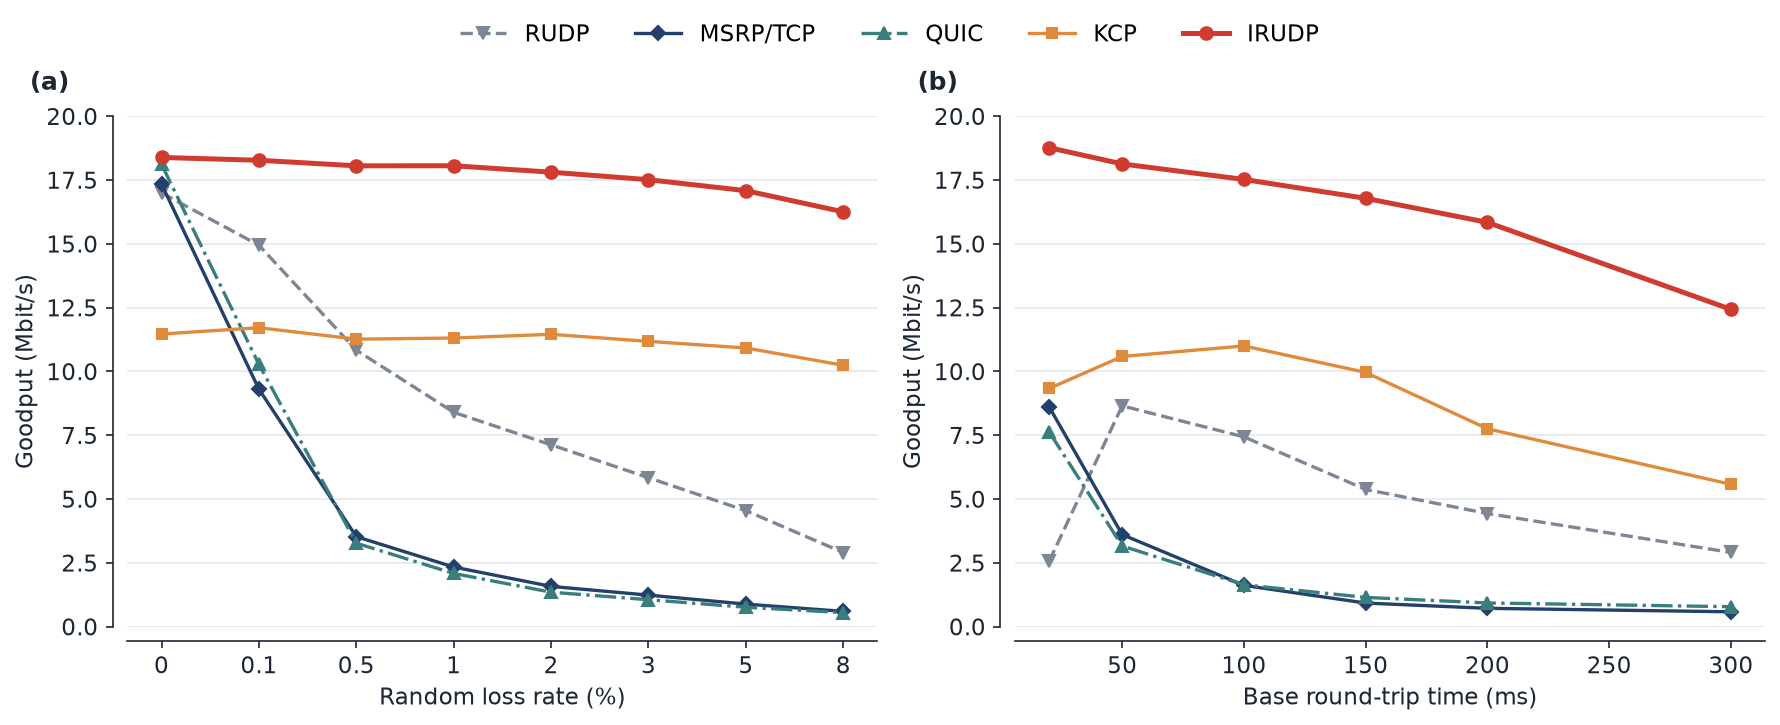 RUDP MSRP/TCP QUIC KCP IRUDP
(a)
20.0
17.5
15.0
12.5
10.0
7.5
5.0
2.5
0.0
Goodput (Mbit/s)
0 0.1 0.5 1 2 3 5 8
Random loss rate (%)
(b)
20.0
17.5
15.0
12.5
10.0
7.5
5.0
2.5
0.0
Goodput (Mbit/s)
50 100 150 200 250 300
Base round-trip time (ms)